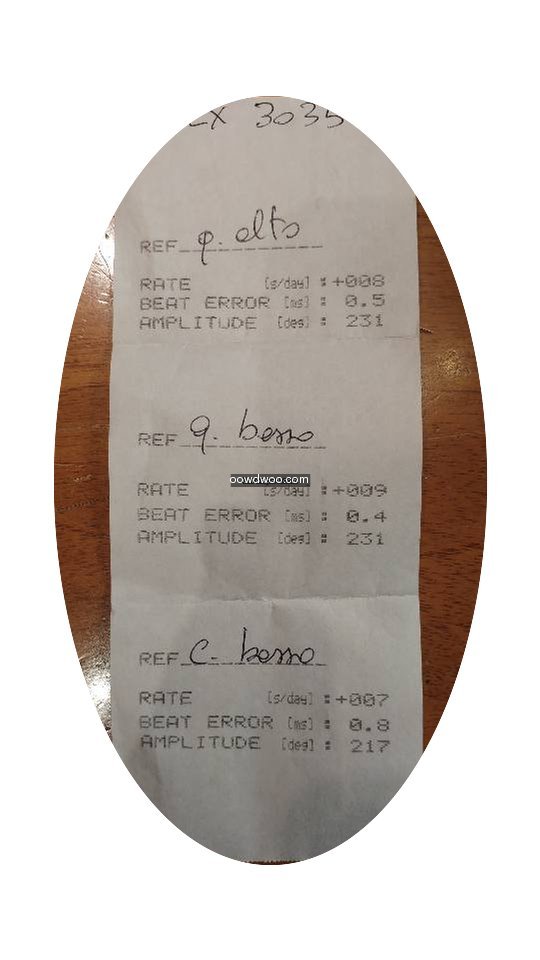 CX 3035
REF q. alto
RATE [s/day] : +008
BEAT ERROR [ms] : 0.5
AMPLITUDE [deg] : 231
REF q. basso
oowdwoo.com
RATE [s/day] : +009
BEAT ERROR [ms] : 0.4
AMPLITUDE [deg] : 231
REF C. basso
RATE [s/day] : +007
BEAT ERROR [ms] : 0.8
AMPLITUDE [deg] : 217